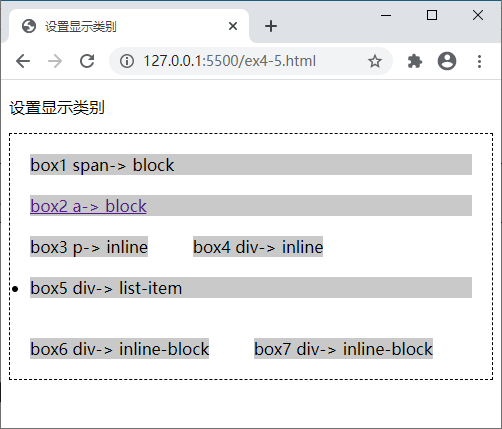 设置显示类别
127.0.0.1:5500/ex4-5.html
设置显示类别
box1 span-> block
box2 a-> block
box3 p-> inline box4 div-> inline
box5 div-> list-item
box6 div-> inline-block box7 div-> inline-block